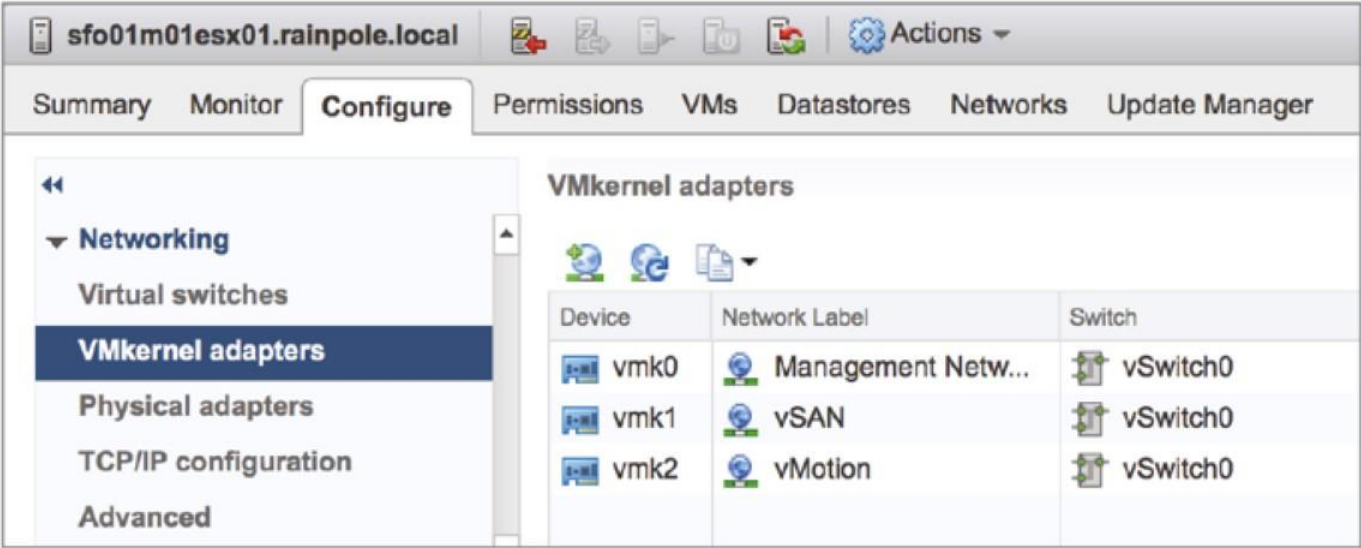 sfo01m01esx01.rainpole.local Actions
Summary Monitor Configure Permissions VMs Datastores Networks Update Manager
Networking
Virtual switches
VMkernel adapters
Physical adapters
TCP/IP configuration
Advanced
VMkernel adapters
Device Network Label Switch
vmk0 Management Netw... vSwitch0
vmk1 vSAN vSwitch0
vmk2 vMotion vSwitch0